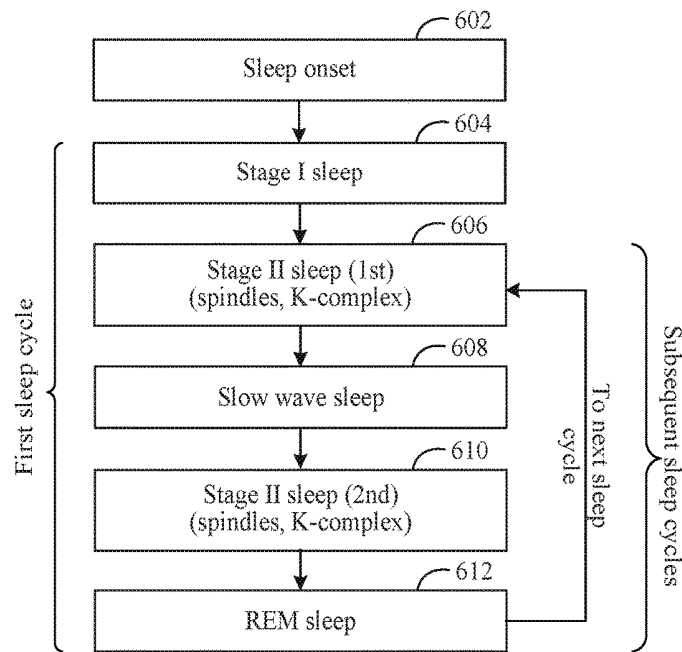 602
Sleep onset
604
Stage I sleep
606
Stage II sleep (1st)
(spindles, K-complex)
608
Slow wave sleep
610
Stage II sleep (2nd)
(spindles, K-complex)
612
REM sleep
First sleep cycle
To next sleep
cycle
Subsequent sleep cycles